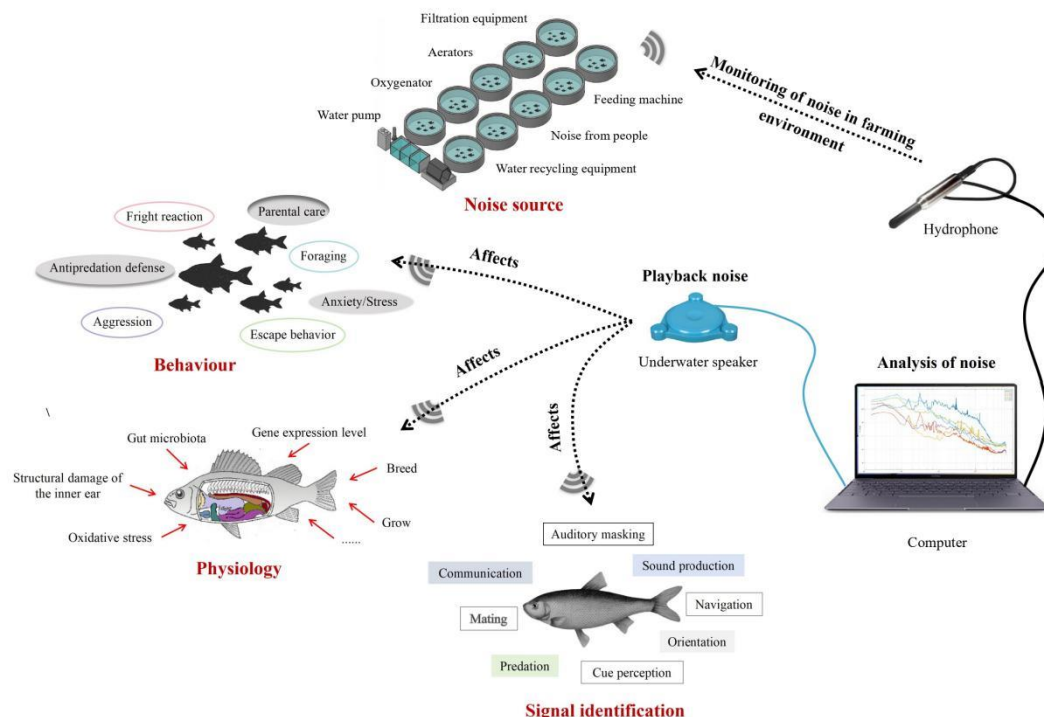 Filtration equipment
Aerators
Oxygenator
Water pump
Feeding machine
Noise from people
Water recycling equipment
Noise source
Monitoring of noise in farming
environment
Hydrophone
Fright reaction
Parental care
Foraging
Antipredation defense
Anxiety/Stress
Aggression
Escape behavior
Behaviour
Affects
Playback noise
Underwater speaker
Affects
Affects
Analysis of noise
Computer
\
Gut microbiota
Gene expression level
Breed
Structural damage of
the inner ear
Grow
Oxidative stress
......
Physiology
Auditory masking
Communication
Sound production
Mating
Navigation
Orientation
Predation
Cue perception
Signal identification